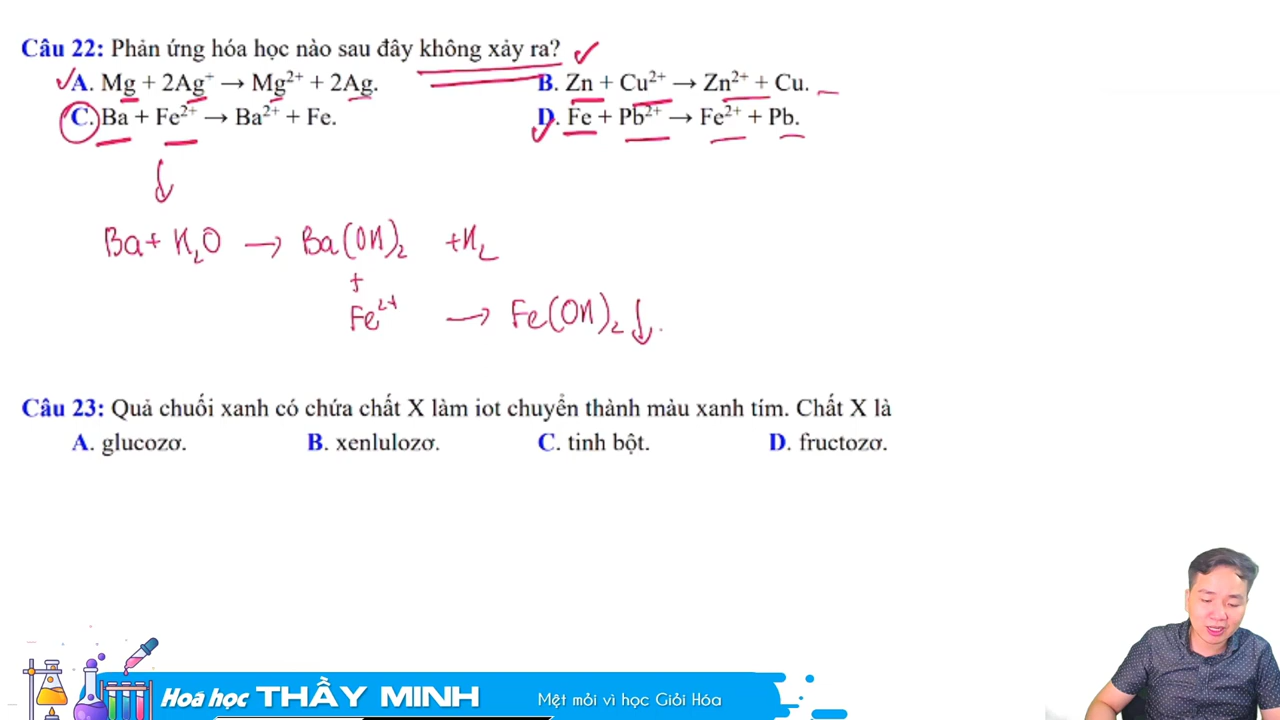 Câu 22: Phản ứng hóa học nào sau đây không xảy ra?
A. Mg + 2Ag⁺ → Mg²⁺ + 2Ag. B. Zn + Cu²⁺ → Zn²⁺ + Cu.
C. Ba + Fe²⁺ → Ba²⁺ + Fe. D. Fe + Pb²⁺ → Fe²⁺ + Pb.
Ba + H₂O → Ba(OH)₂ + H₂
+
Fe²⁺ → Fe(OH)₂↓
Câu 23: Quả chuối xanh có chứa chất X làm iot chuyển thành màu xanh tím. Chất X là
A. glucozơ. B. xenlulozơ. C. tinh bột. D. fructozơ.
Hoá học THẦY MINH Mệt mỏi vì học Giỏi Hóa